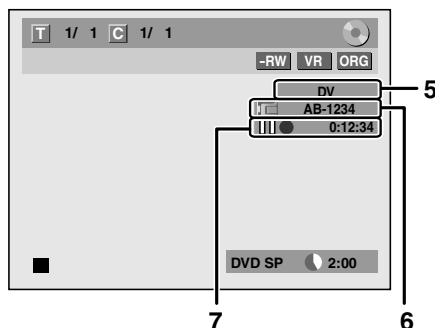 T 1/ 1 C 1/ 1
-RW VR ORG
DV
5
AB-1234
0:12:34
DVD SP 2:00
7
6